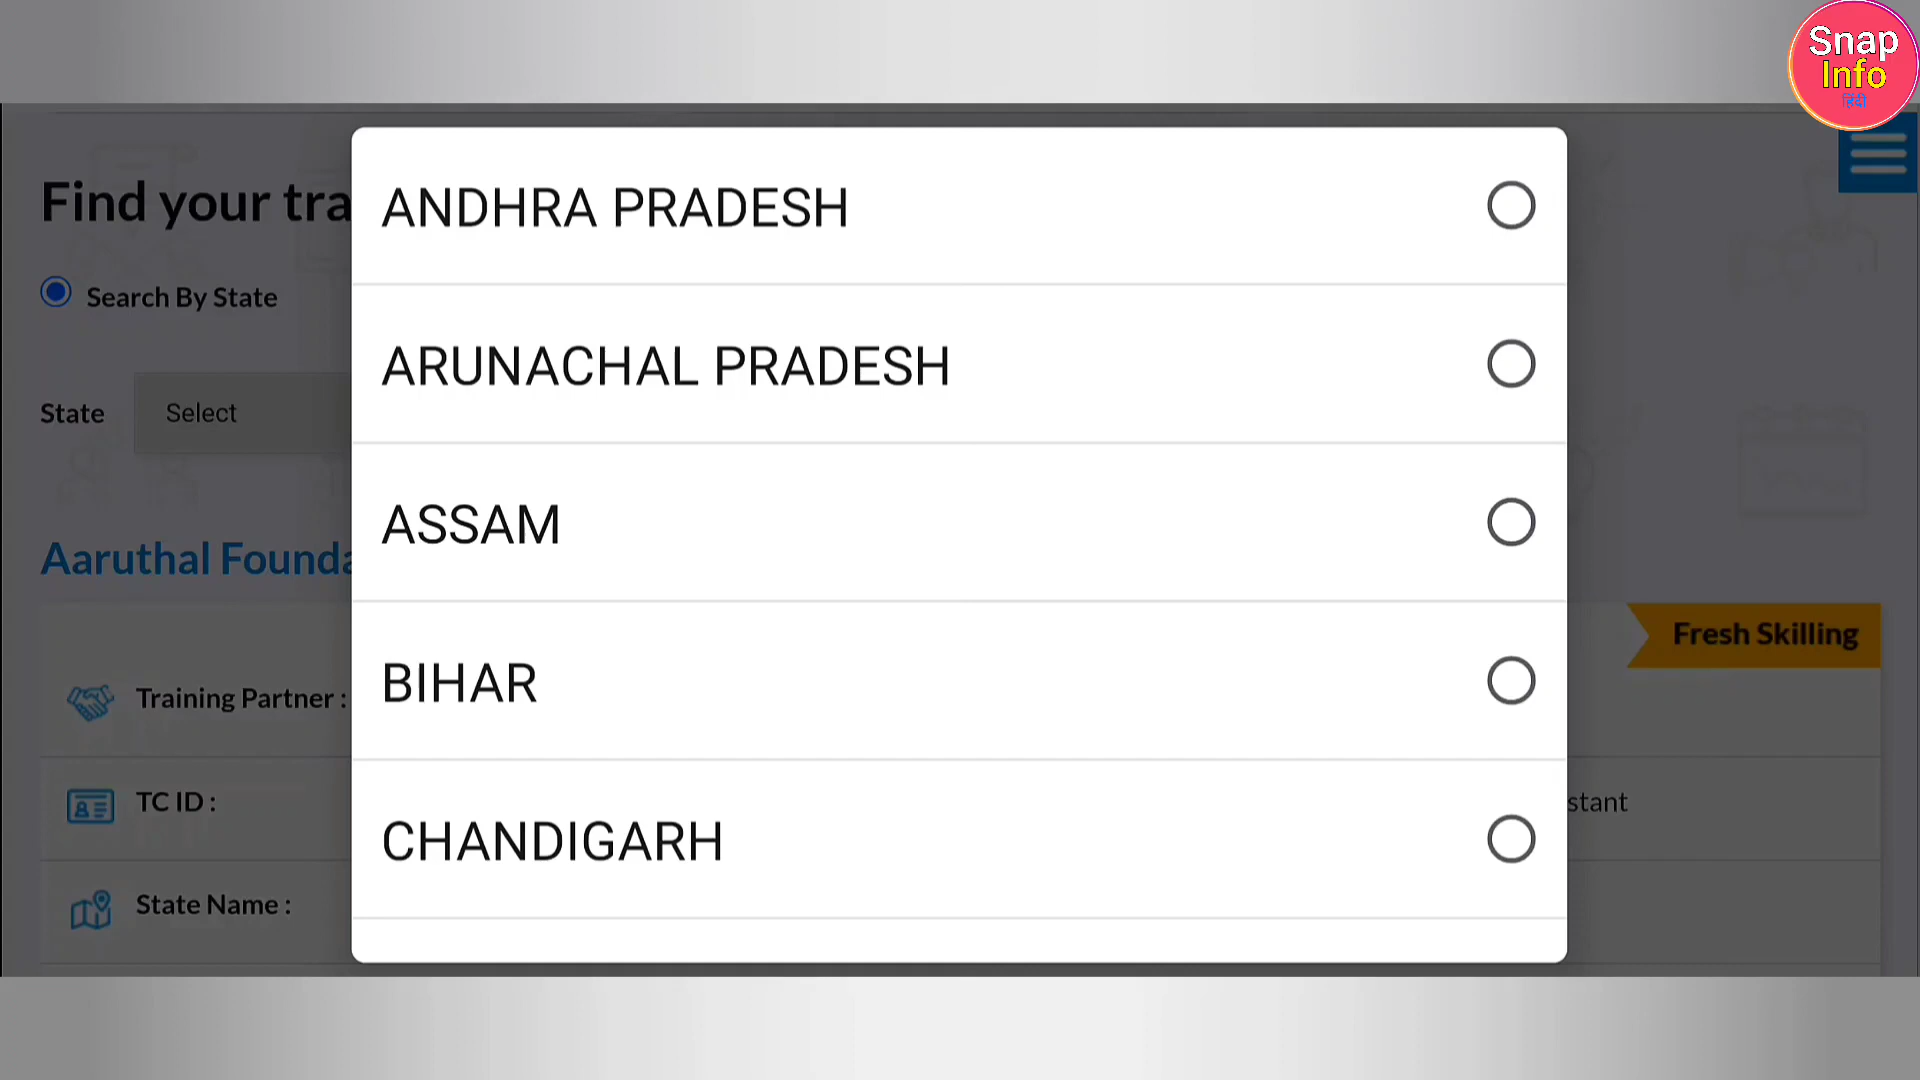 Snap
Info
हिंदी
Find your tra
Search By State
State
Select
ANDHRA PRADESH
ARUNACHAL PRADESH
ASSAM
BIHAR
CHANDIGARH
Aaruthal Founda
Fresh Skilling
Training Partner :
TC ID :
stant
State Name :